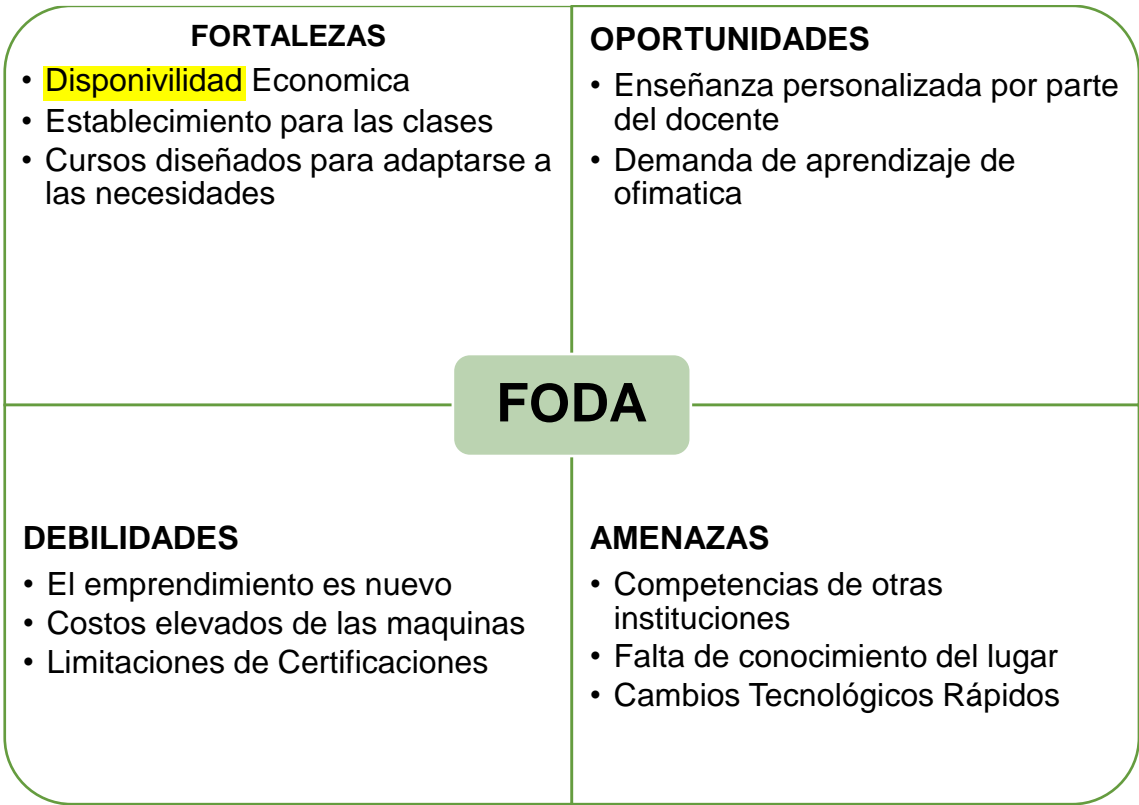 FORTALEZAS
• Disponivilidad Economica
• Establecimiento para las clases
• Cursos diseñados para adaptarse a
las necesidades
OPORTUNIDADES
• Enseñanza personalizada por parte
del docente
• Demanda de aprendizaje de
ofimatica
FODA
DEBILIDADES
• El emprendimiento es nuevo
• Costos elevados de las maquinas
• Limitaciones de Certificaciones
AMENAZAS
• Competencias de otras
instituciones
• Falta de conocimiento del lugar
• Cambios Tecnológicos Rápidos